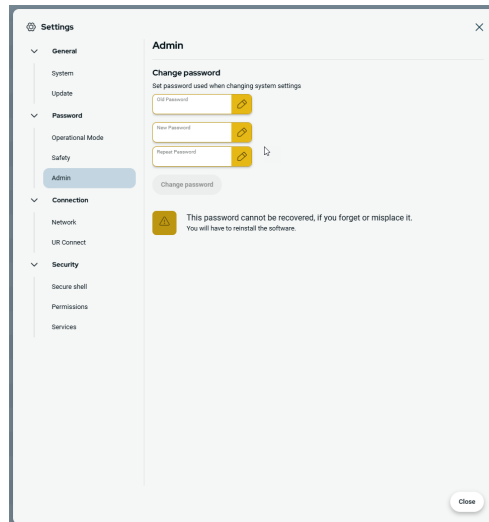 Settings
General
System
Update
Password
Operational Mode
Safety
Admin
Connection
Network
UR Connect
Security
Secure shell
Permissions
Services
Admin
Change password
Set password used when changing system settings
Old Password
New Password
Repeat Password
Change password
This password cannot be recovered, if you forget or misplace it.
You will have to reinstall the software.
Close